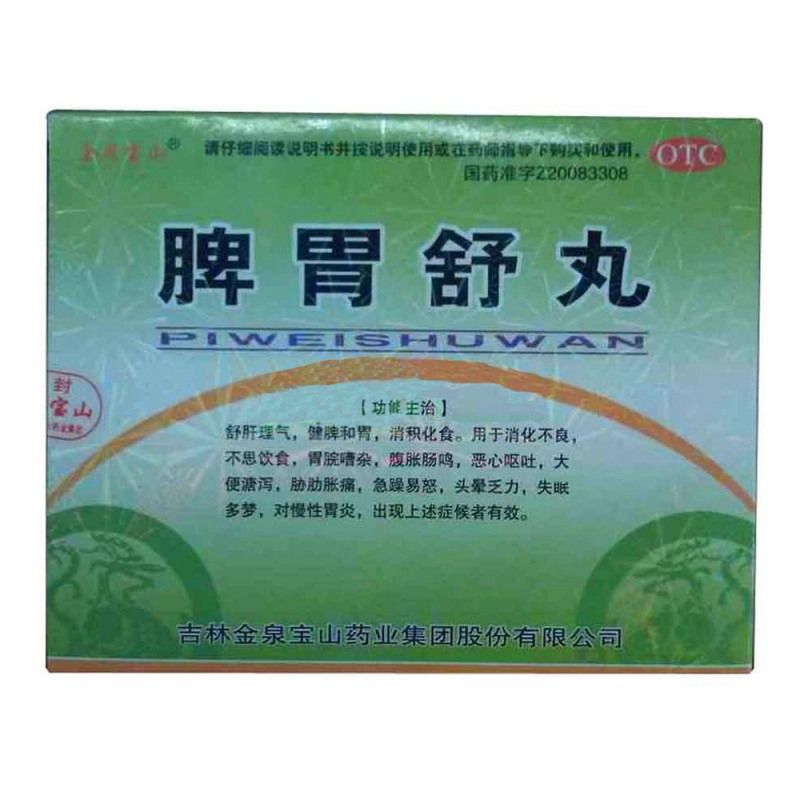 金泉宝山®
请仔细阅读说明书并按说明使用或在药师指导下购买和使用。
OTC
国药准字Z20083308
脾胃舒丸
PIWEISHUWAN
【功能主治】
舒肝理气，健脾和胃，消积化食。用于消化不良，
不思饮食，胃脘嘈杂，腹胀肠鸣，恶心呕吐，大
便溏泻，胁肋胀痛，急躁易怒，头晕乏力，失眠
多梦，对慢性胃炎，出现上述症候者有效。
封
宝山
吉林金泉宝山药业集团股份有限公司